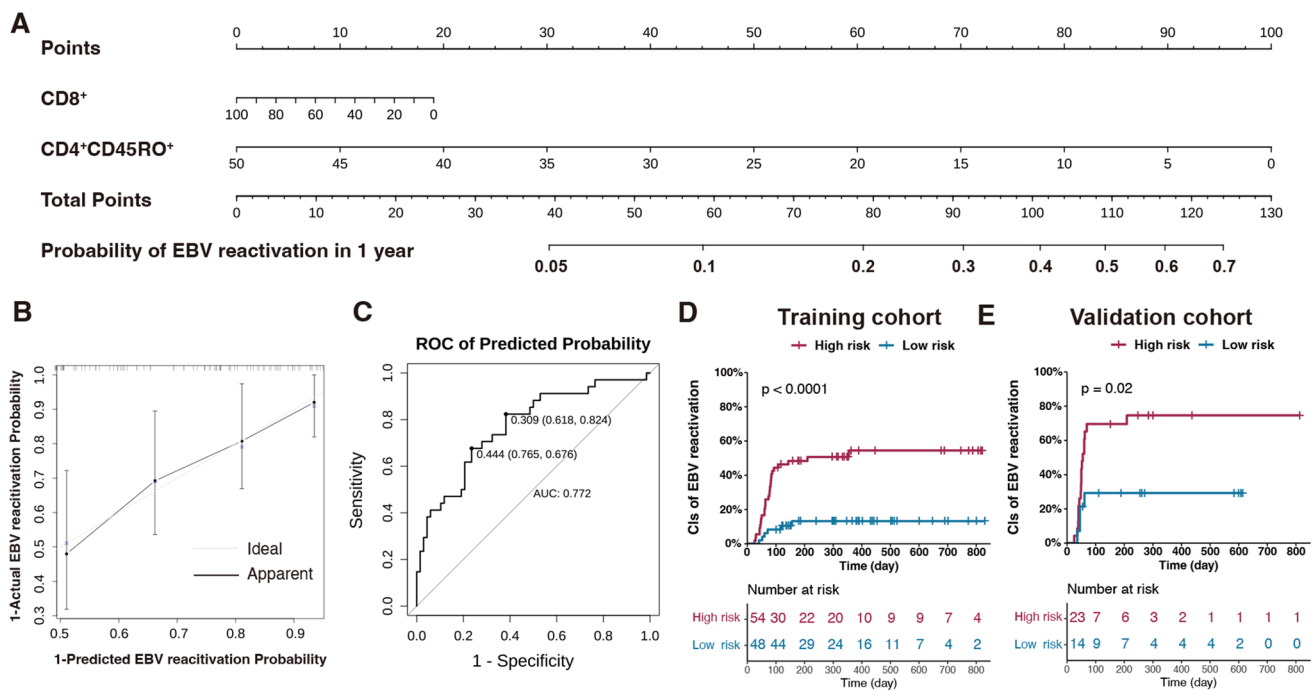 A
Points
0 10 20 30 40 50 60 70 80 90 100
CD8+
100 80 60 40 20 0
CD4+CD45RO+
50 45 40 35 30 25 20 15 10 5 0
Total Points
0 10 20 30 40 50 60 70 80 90 100 110 120 130
Probability of EBV reactivation in 1 year
0.05 0.1 0.2 0.3 0.4 0.5 0.6 0.7
B
1-Actual EBV reacitivation Probability
1.0
0.9
0.8
0.7
0.6
0.5
0.4
0.3
Ideal
Apparent
0.5 0.6 0.7 0.8 0.9
1-Predicted EBV reacitivation Probability
C
ROC of Predicted Probability
Sensitivity
1.0
0.8
0.6
0.4
0.2
0.0
0.309 (0.618, 0.824)
0.444 (0.765, 0.676)
AUC: 0.772
0.0 0.2 0.4 0.6 0.8 1.0
1 - Specificity
D
Training cohort
High risk Low risk
CIs of EBV reactivation
100%
80%
60%
40%
20%
0%
p < 0.0001
0 100 200 300 400 500 600 700 800
Time (day)
Number at risk
High risk 54 30 22 20 10 9 9 7 4
Low risk 48 44 29 24 16 11 7 4 2
0 100 200 300 400 500 600 700 800
Time (day)
E
Validation cohort
High risk Low risk
CIs of EBV reactivation
100%
80%
60%
40%
20%
0%
p = 0.02
0 100 200 300 400 500 600 700 800
Time (day)
Number at risk
High risk 23 7 6 3 2 1 1 1 1
Low risk 14 9 7 4 4 4 2 0 0
0 100 200 300 400 500 600 700 800
Time (day)